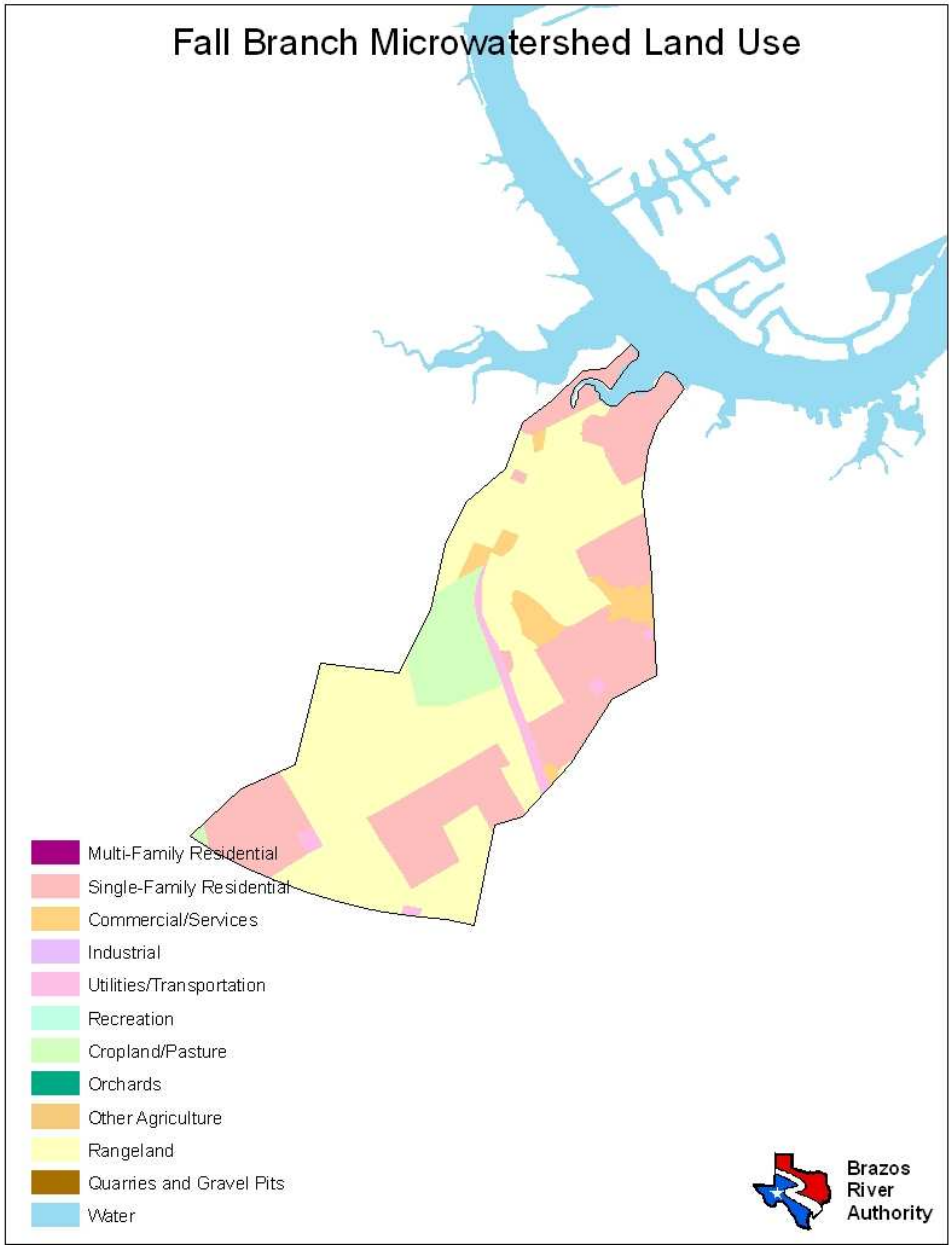 Fall Branch Microwatershed Land Use
Multi-Family Residential
Single-Family Residential
Commercial/Services
Industrial
Utilities/Transportation
Recreation
Cropland/Pasture
Orchards
Other Agriculture
Rangeland
Quarries and Gravel Pits
Water
Brazos
River
Authority